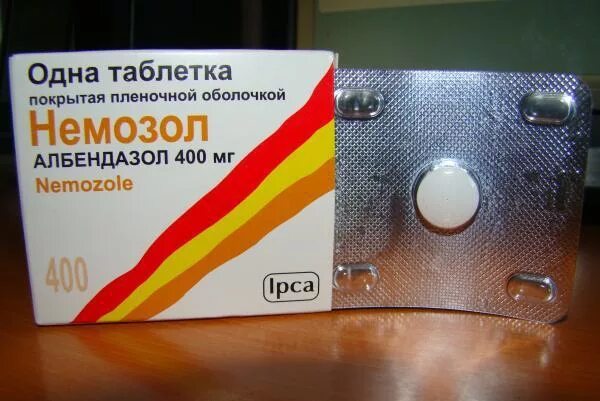 Одна таблетка
покрытая пленочной оболочкой
Немозол
АЛБЕНДАЗОЛ 400 мг
Nemozole
400
Ipca